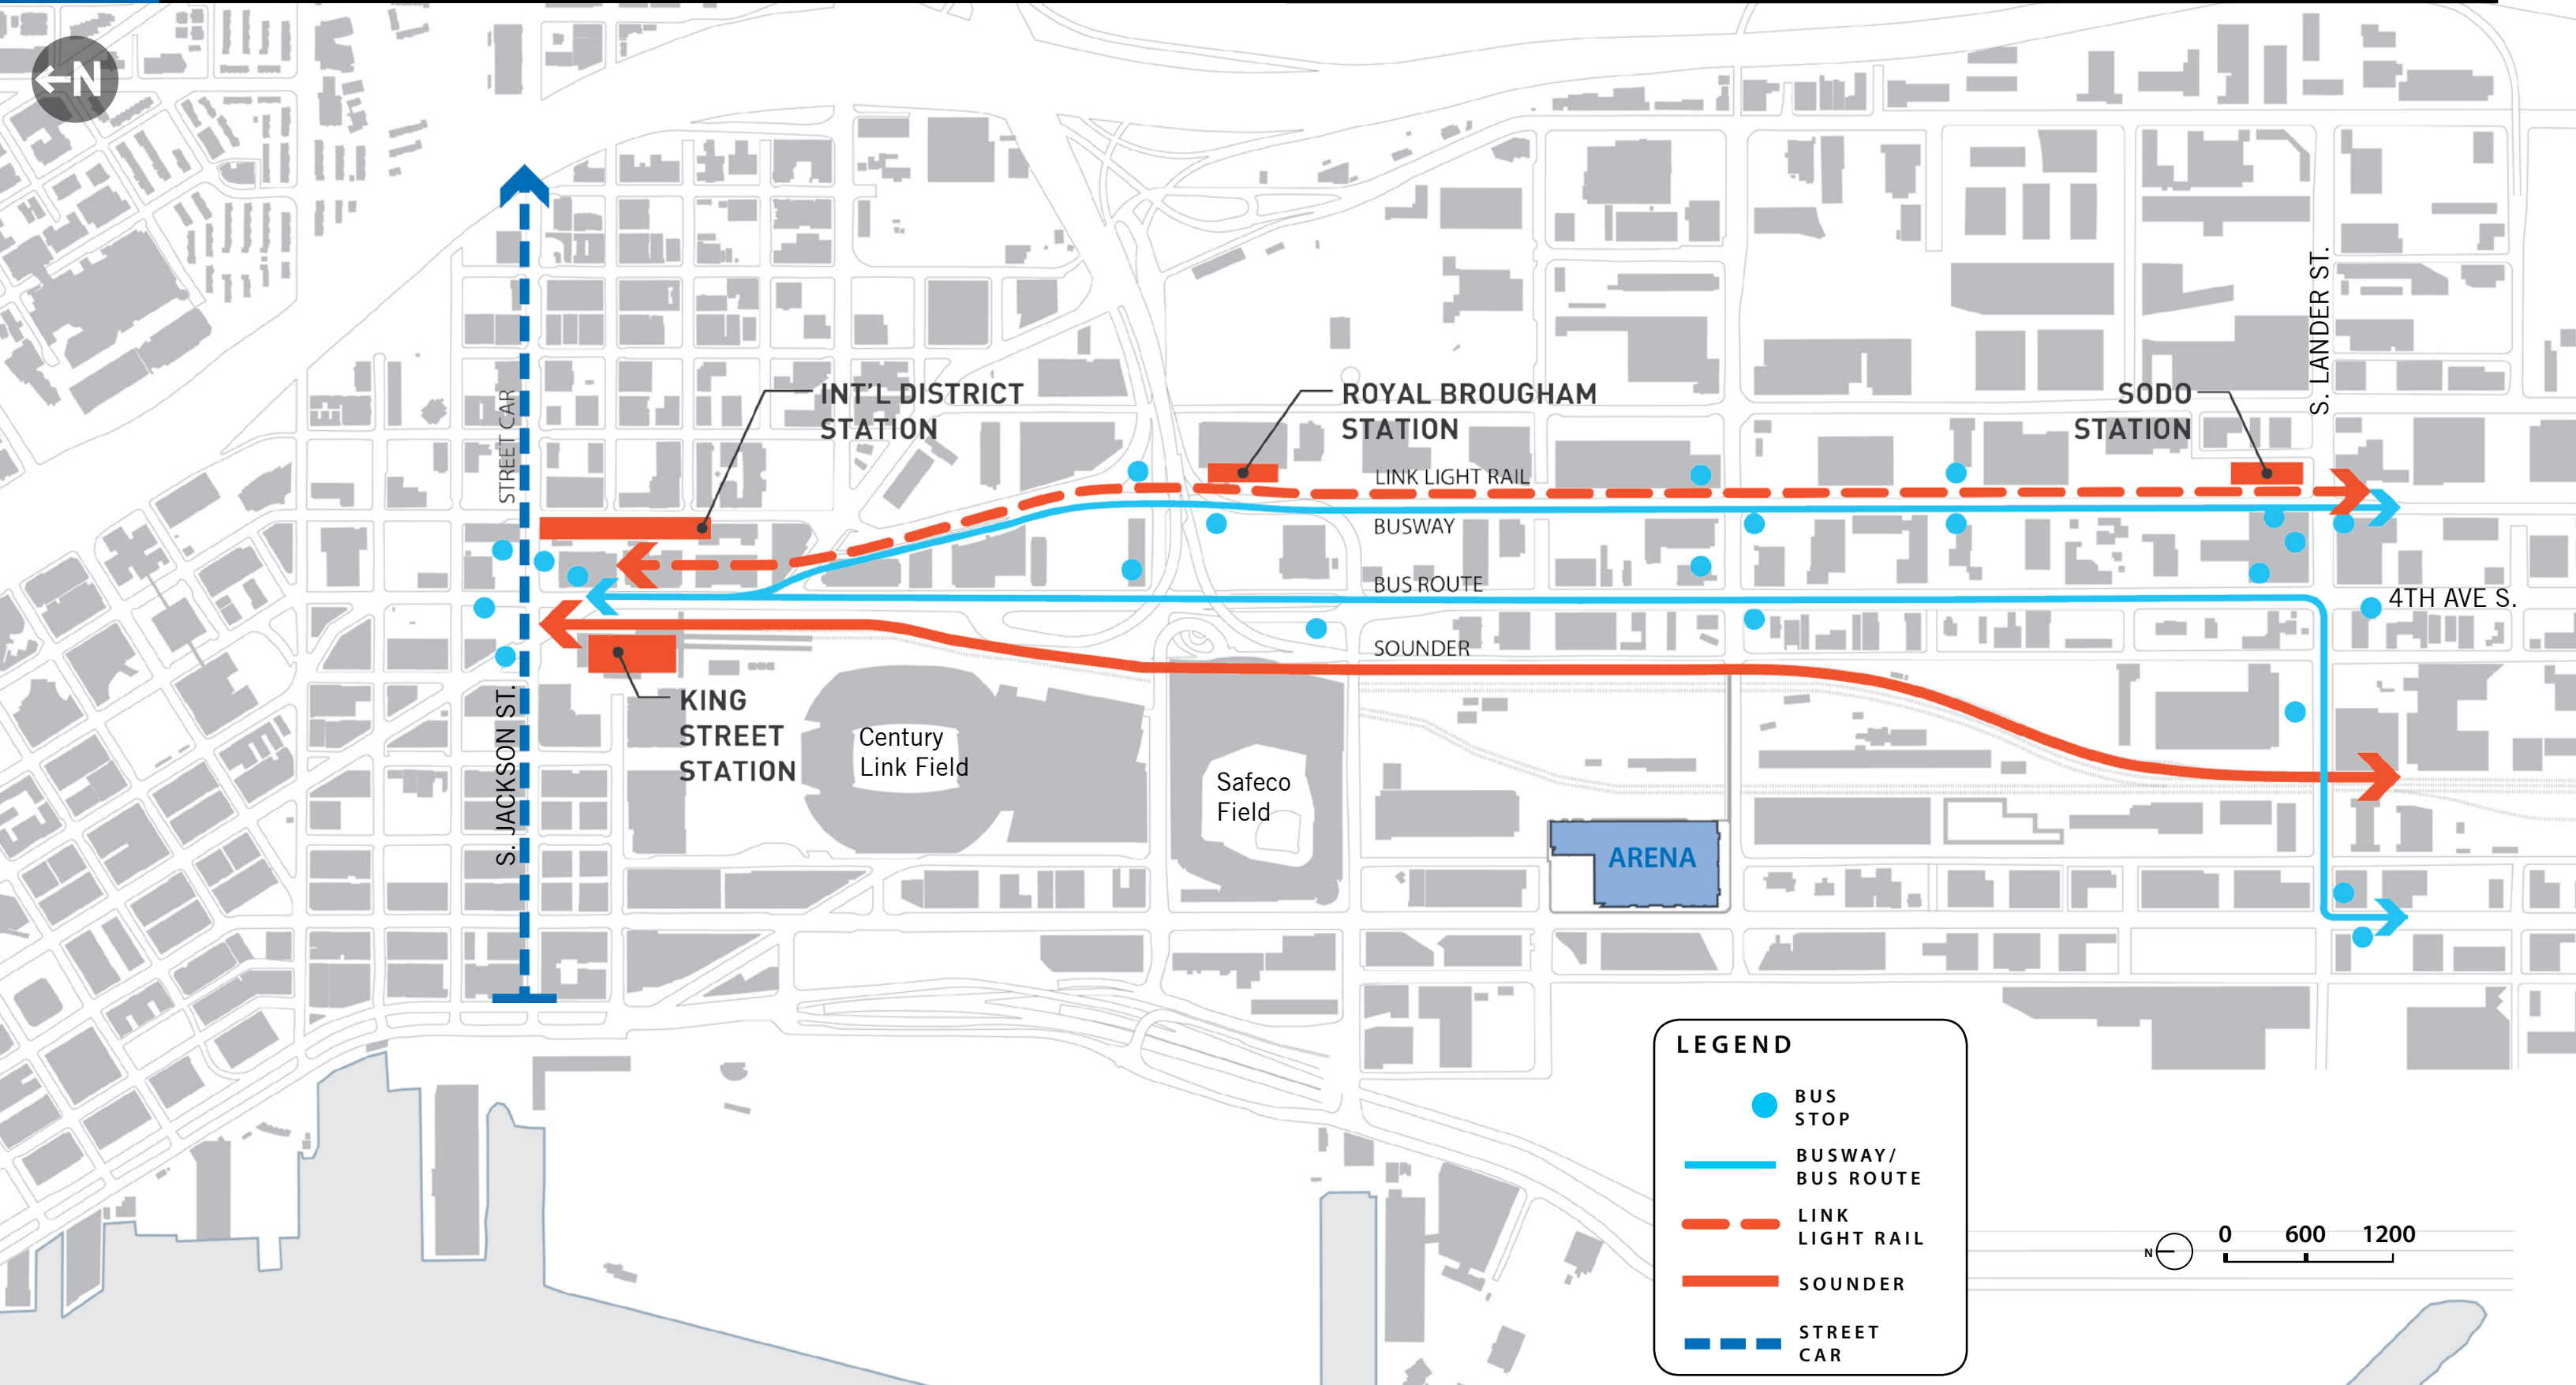 N
STREET CAR
S. JACKSON ST.
INT'L DISTRICT
STATION
ROYAL BROUGHAM
STATION
SODO
STATION
S. LANDER ST.
LINK LIGHT RAIL
BUSWAY
BUS ROUTE
4TH AVE S.
SOUNDER
KING
STREET
STATION
Century
Link Field
Safeco
Field
ARENA
LEGEND
BUS
STOP
BUSWAY/
BUS ROUTE
LINK
LIGHT RAIL
SOUNDER
STREET
CAR
N
0 600 1200